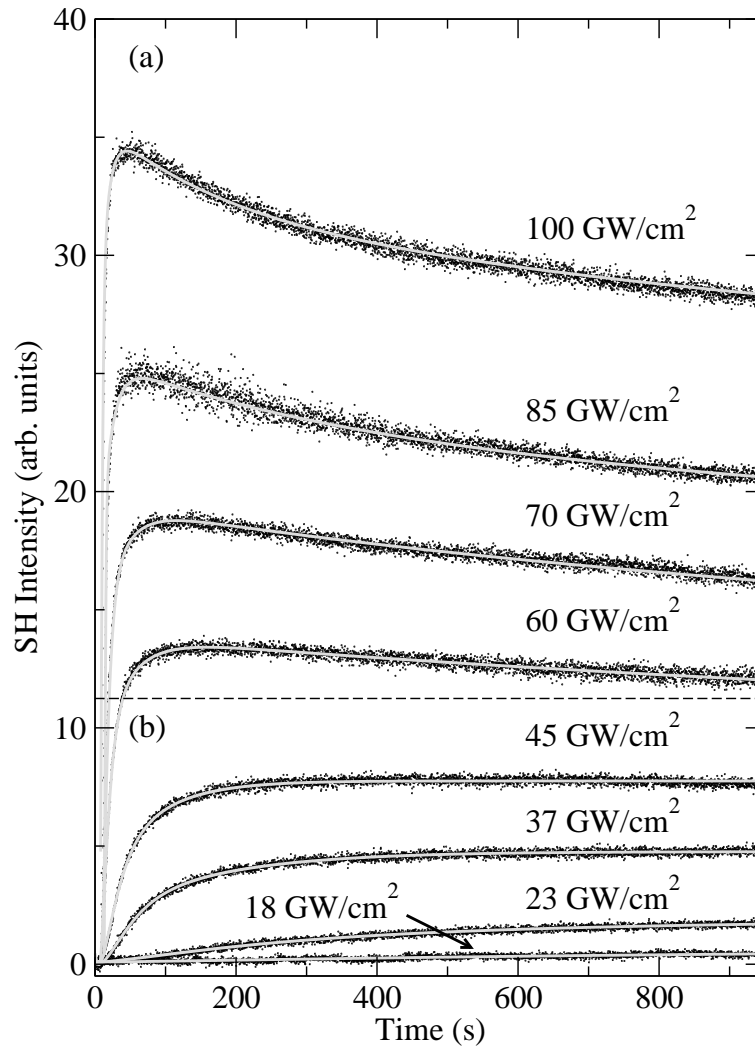 40
(a)
100 GW/cm²
30
85 GW/cm²
20
70 GW/cm²
60 GW/cm²
(b)
10
45 GW/cm²
37 GW/cm²
18 GW/cm²
23 GW/cm²
0
0
200
400
600
800
Time (s)
SH Intensity (arb. units)